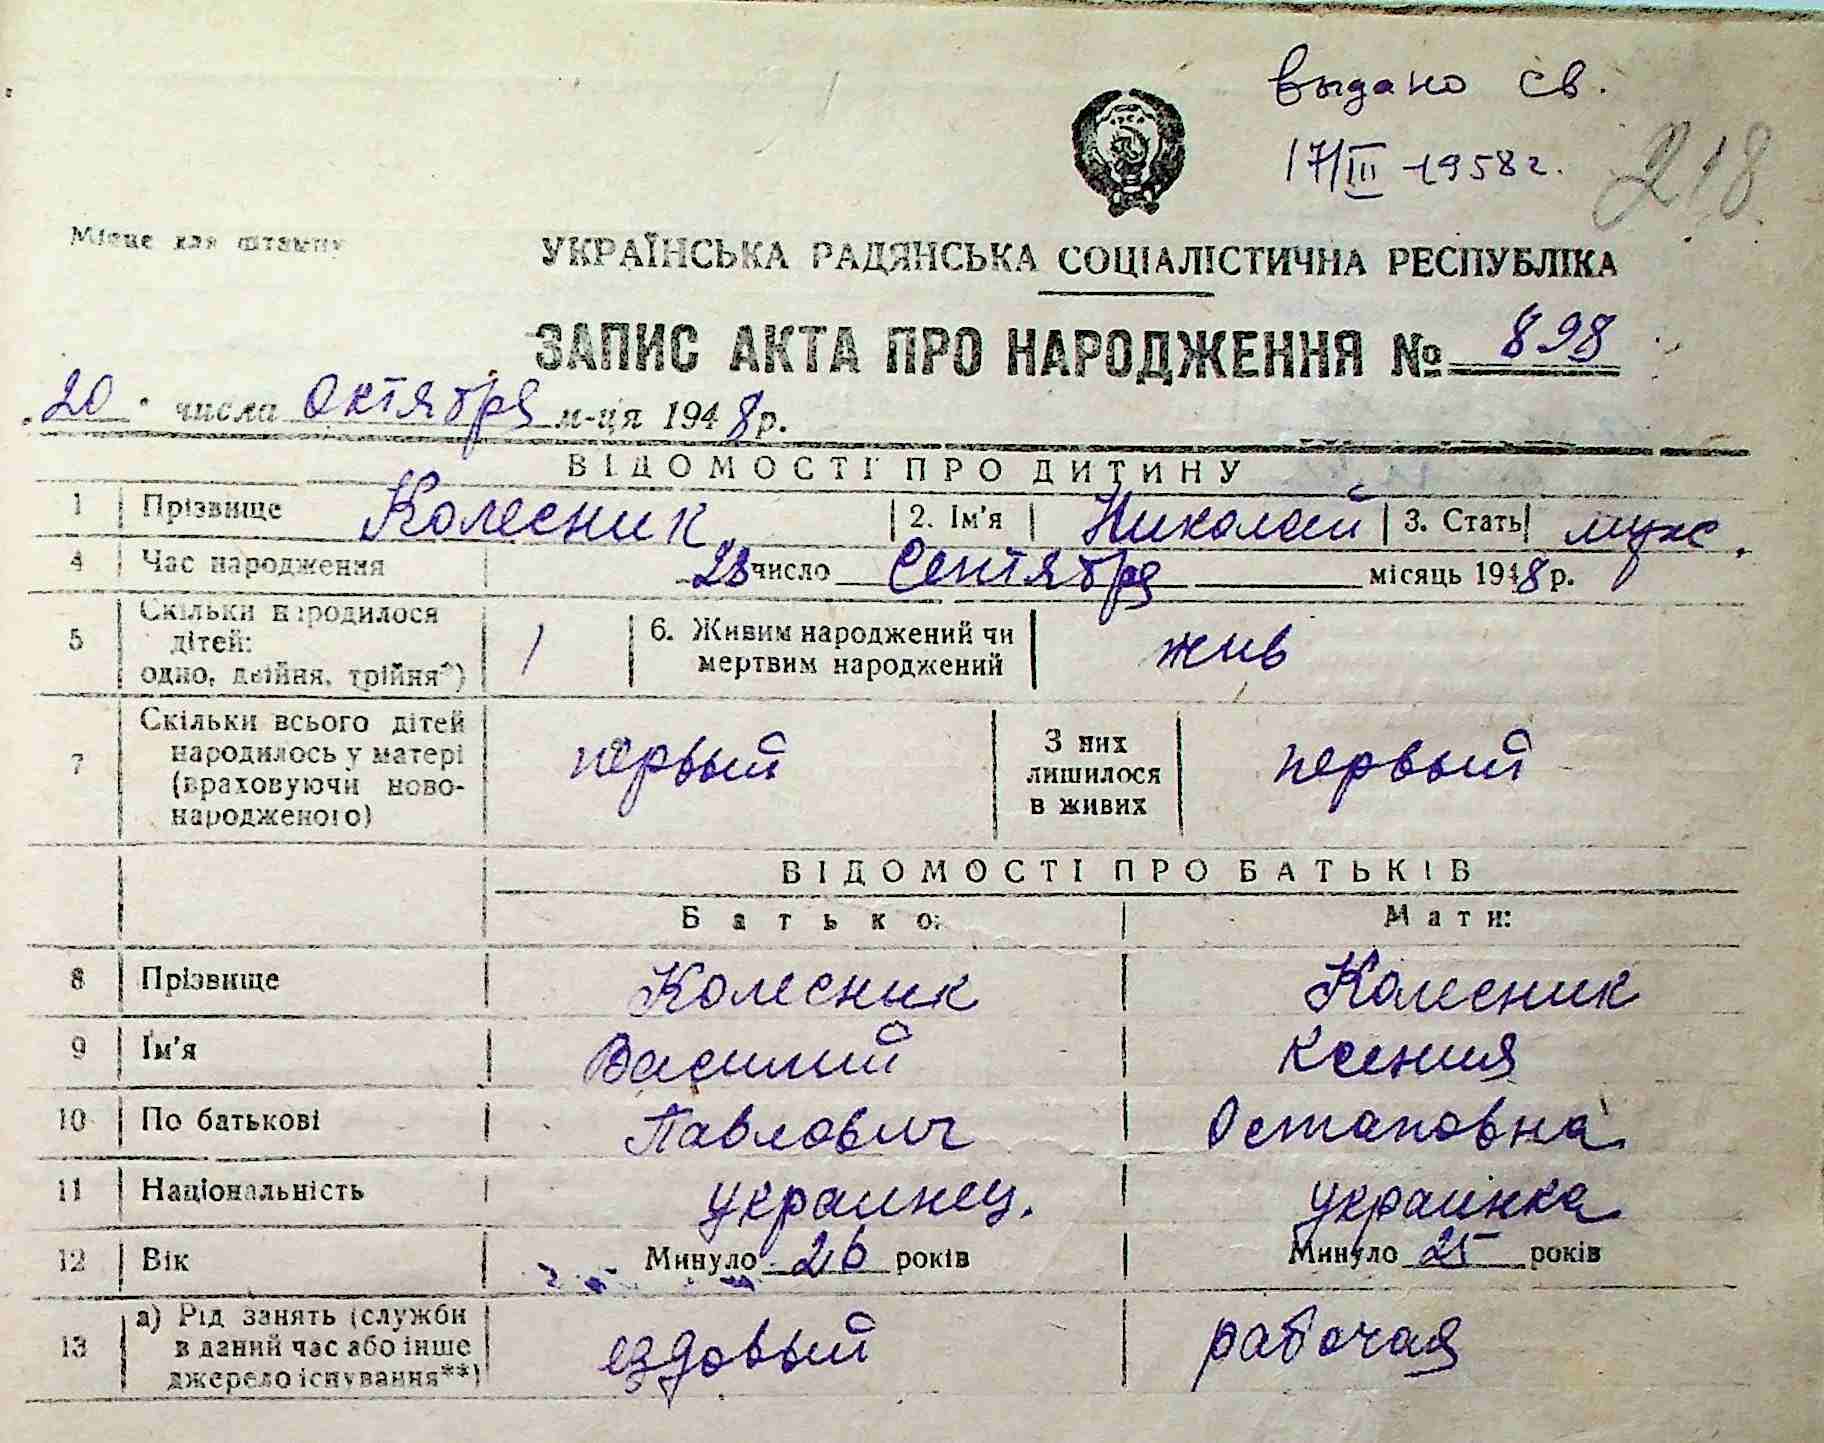 выдано св.
17/III -1958г.
218
Місце для штампу
УКРАЇНСЬКА РАДЯНСЬКА СОЦІАЛІСТИЧНА РЕСПУБЛІКА
ЗАПИС АКТА ПРО НАРОДЖЕННЯ № 898
20 числа октября м-ця 1948 р.
ВІДОМОСТІ ПРО ДИТИНУ
1 Прізвище Колесник 2. Ім'я Николай 3. Стать муж.
4 Час народження 28 число Сентября місяць 1948 р.
5 Скільки народилося
дітей:
одно, двійня, трійня*) 1 6. Живим народжений чи
мертвим народжений жив
7 Скільки всього дітей
народилось у матері
(враховуючи ново-
народженого) первый З них
лишилося
в живих первый
ВІДОМОСТІ ПРО БАТЬКІВ
Батько: Мати:
8 Прізвище Колесник Колесник
9 Ім'я Василий Ксения
10 По батькові Павлович Остаповна
11 Національність украинец. украинка
12 Вік Минуло 26 років Минуло 25 років
13 а) Рід занять (служби
в даний час або інше
джерело існування**) ездовый рабочая